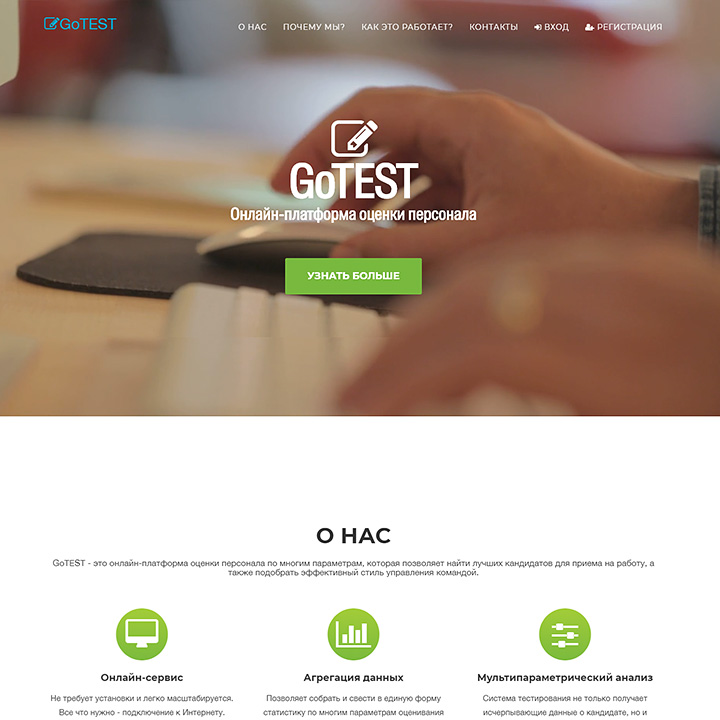 GoTEST
О НАС ПОЧЕМУ МЫ? КАК ЭТО РАБОТАЕТ? КОНТАКТЫ ВХОД РЕГИСТРАЦИЯ
GoTEST
Онлайн-платформа оценки персонала
УЗНАТЬ БОЛЬШЕ
О НАС
GoTEST - это онлайн-платформа оценки персонала по многим параметрам, которая позволяет найти лучших кандидатов для приема на работу, а
также подобрать эффективный стиль управления командой.
Онлайн-сервис
Не требует установки и легко масштабируется.
Все что нужно - подключение к Интернету.
Агрегация данных
Позволяет собрать и свести в единую форму
статистику по многим параметрам оценивания
Мультипараметрический анализ
Система тестирования не только получает
исчерпывающие данные о кандидате, но и